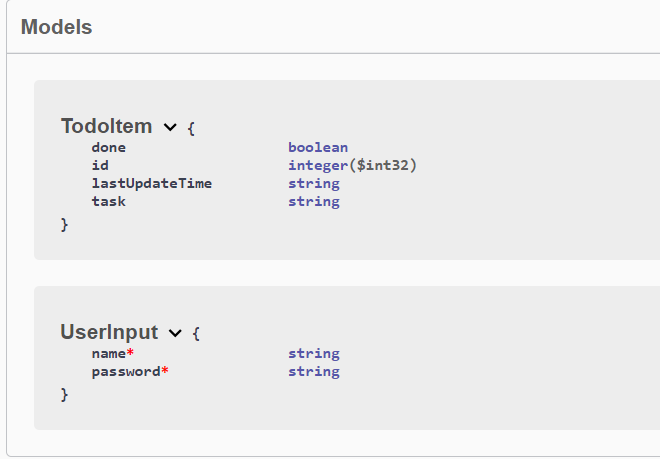 Models
TodoItem {
done boolean
id integer($int32)
lastUpdateTime string
task string
}
UserInput {
name* string
password* string
}